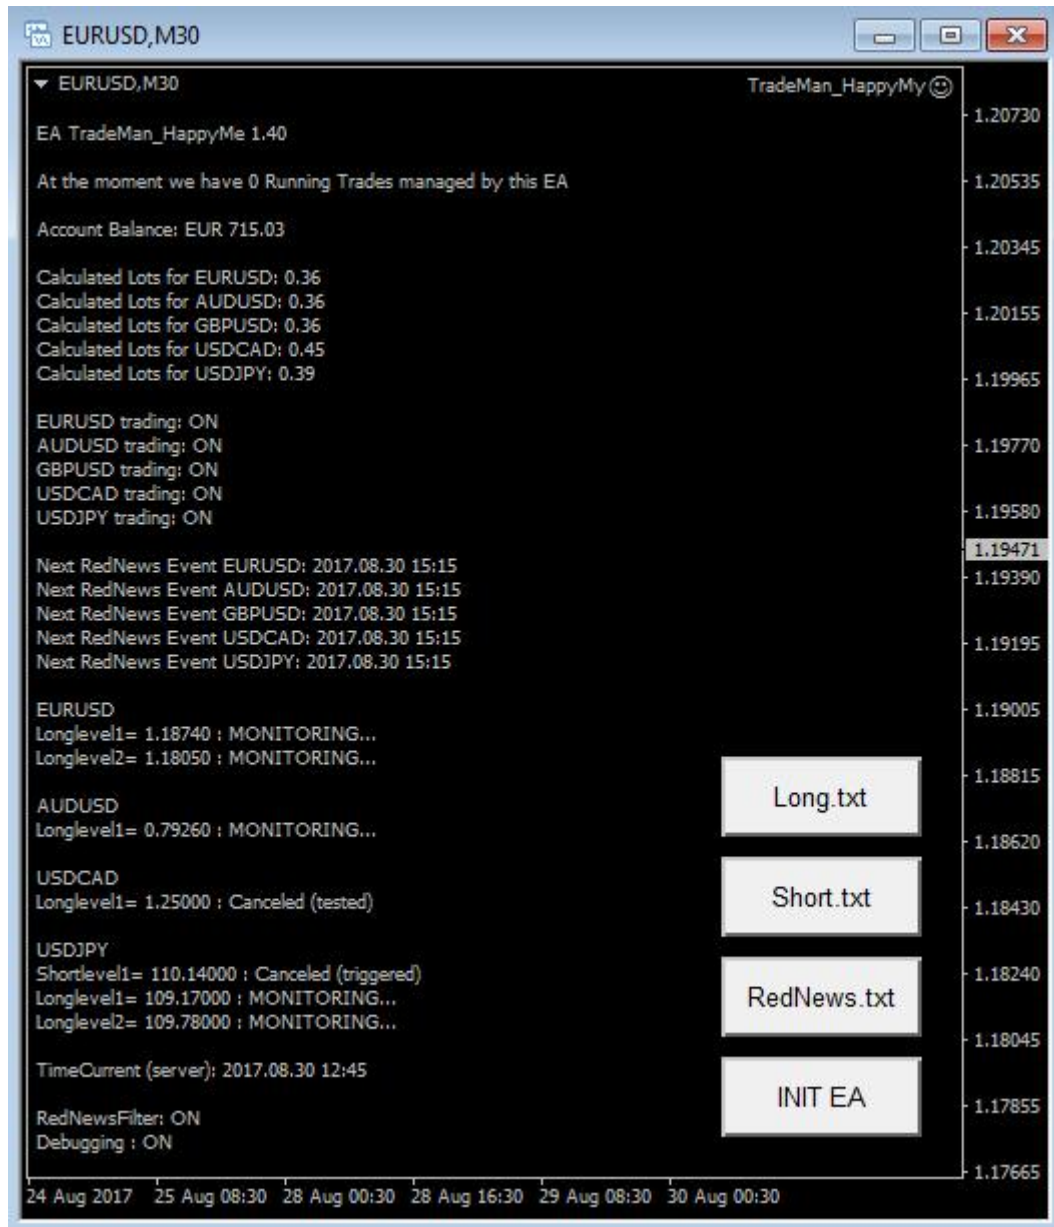 EURUSD,M30
EURUSD,M30
TradeMan_HappyMy
EA TradeMan_HappyMe 1.40
At the moment we have 0 Running Trades managed by this EA
Account Balance: EUR 715.03
Calculated Lots for EURUSD: 0.36
Calculated Lots for AUDUSD: 0.36
Calculated Lots for GBPUSD: 0.36
Calculated Lots for USDCAD: 0.45
Calculated Lots for USDJPY: 0.39
EURUSD trading: ON
AUDUSD trading: ON
GBPUSD trading: ON
USDCAD trading: ON
USDJPY trading: ON
Next RedNews Event EURUSD: 2017.08.30 15:15
Next RedNews Event AUDUSD: 2017.08.30 15:15
Next RedNews Event GBPUSD: 2017.08.30 15:15
Next RedNews Event USDCAD: 2017.08.30 15:15
Next RedNews Event USDJPY: 2017.08.30 15:15
EURUSD
Longlevel1= 1.18740 : MONITORING...
Longlevel2= 1.18050 : MONITORING...
AUDUSD
Longlevel1= 0.79260 : MONITORING...
USDCAD
Longlevel1= 1.25000 : Canceled (tested)
USDJPY
Shortlevel1= 110.14000 : Canceled (triggered)
Longlevel1= 109.17000 : MONITORING...
Longlevel2= 109.78000 : MONITORING...
TimeCurrent (server): 2017.08.30 12:45
RedNewsFilter: ON
Debugging : ON
Long.txt
Short.txt
RedNews.txt
INIT EA
1.20730
1.20535
1.20345
1.20155
1.19965
1.19770
1.19580
1.19471
1.19390
1.19195
1.19005
1.18815
1.18620
1.18430
1.18240
1.18045
1.17855
1.17665
24 Aug 2017
25 Aug 08:30
28 Aug 00:30
28 Aug 16:30
29 Aug 08:30
30 Aug 00:30